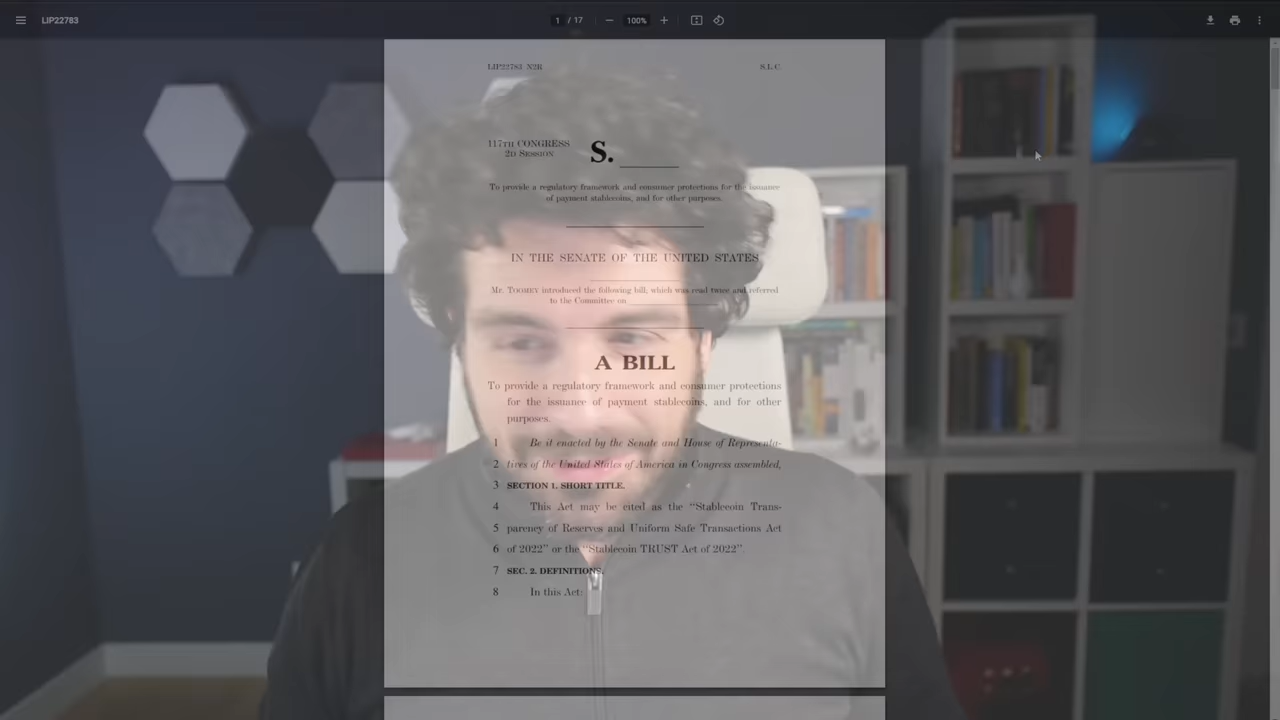 LIP22783
1 / 17
100%
LIP22783 N2R
S.L.C.
117TH CONGRESS
2D SESSION
S.
To provide a regulatory framework and consumer protections for the issuance
of payment stablecoins, and for other purposes.
IN THE SENATE OF THE UNITED STATES
Mr. TOOMEY introduced the following bill; which was read twice and referred
to the Committee on
A BILL
To provide a regulatory framework and consumer protections
for the issuance of payment stablecoins, and for other
purposes.
1 Be it enacted by the Senate and House of Representa-
2 tives of the United States of America in Congress assembled,
3 SECTION 1. SHORT TITLE.
4 This Act may be cited as the “Stablecoin Trans-
5 parency of Reserves and Uniform Safe Transactions Act
6 of 2022” or the “Stablecoin TRUST Act of 2022”.
7 SEC. 2. DEFINITIONS.
8 In this Act: